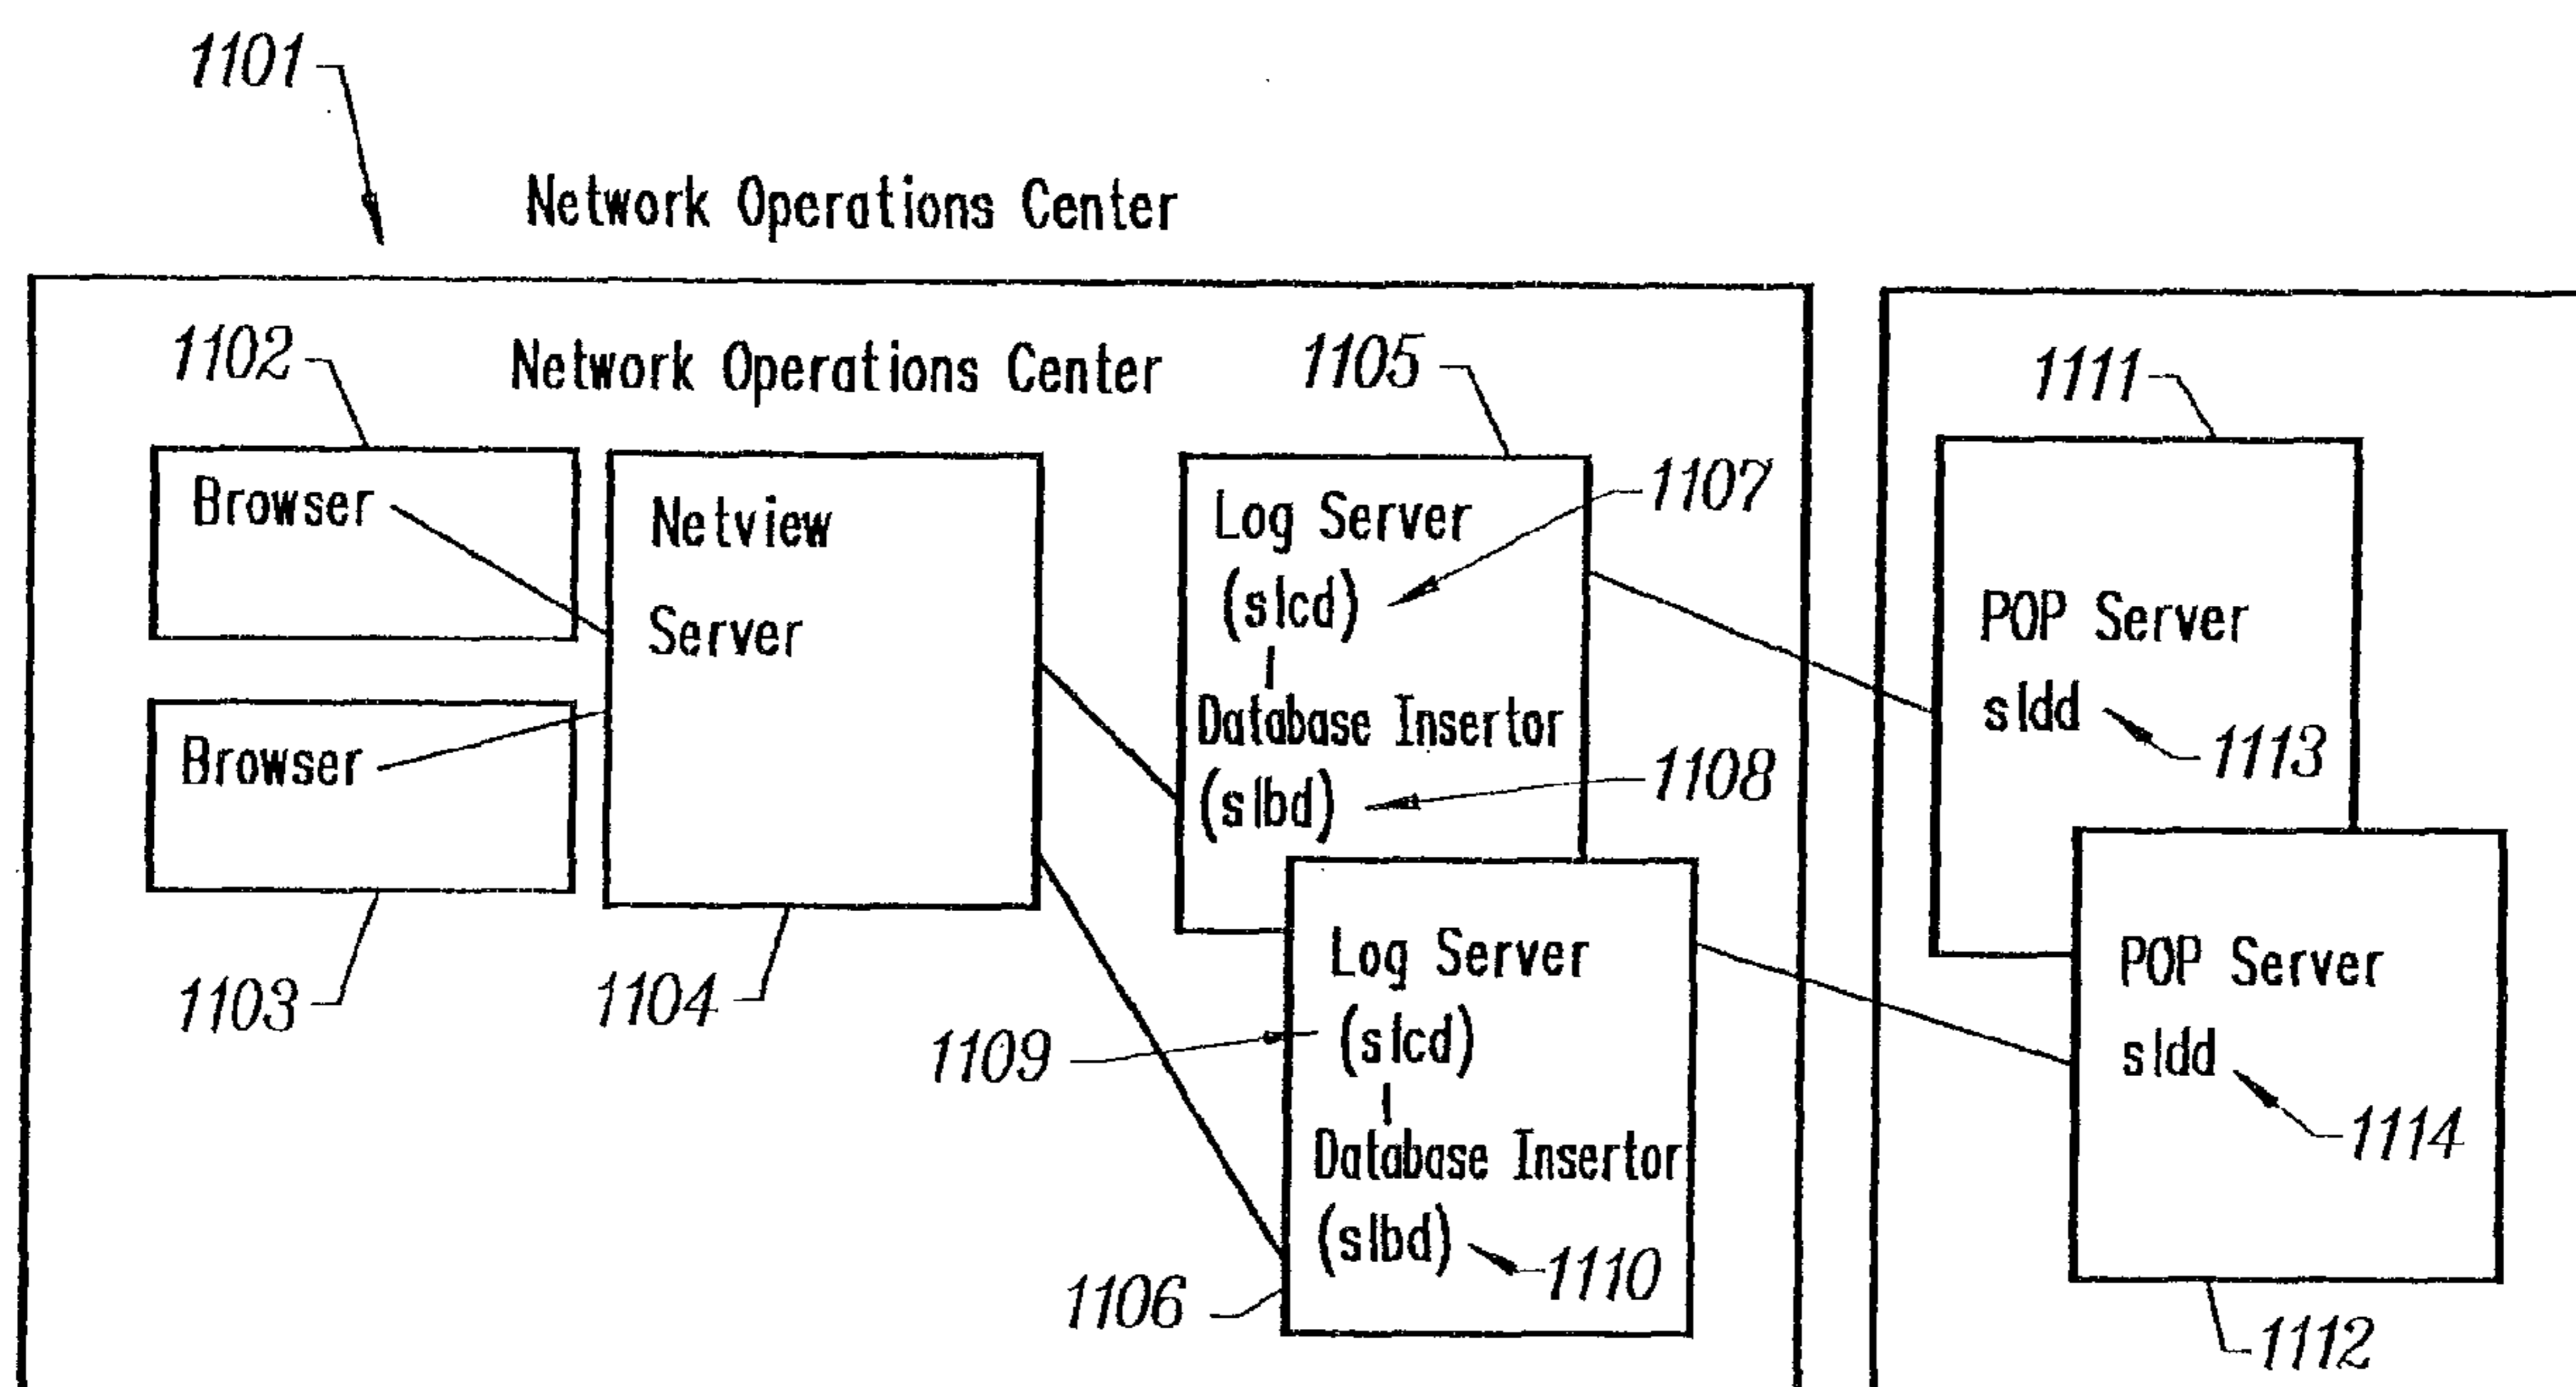 1101
Network Operations Center
1102
Network Operations Center
1105
1111
Browser
Netview
Server
Log Server
1107
(slcd)
Database Insertor
1108
(slbd)
POP Server
sldd
1113
Browser
1103
1104
1109
Log Server
(slcd)
Database Insertor
(slbd)
1110
1106
POP Server
sldd
1114
1112